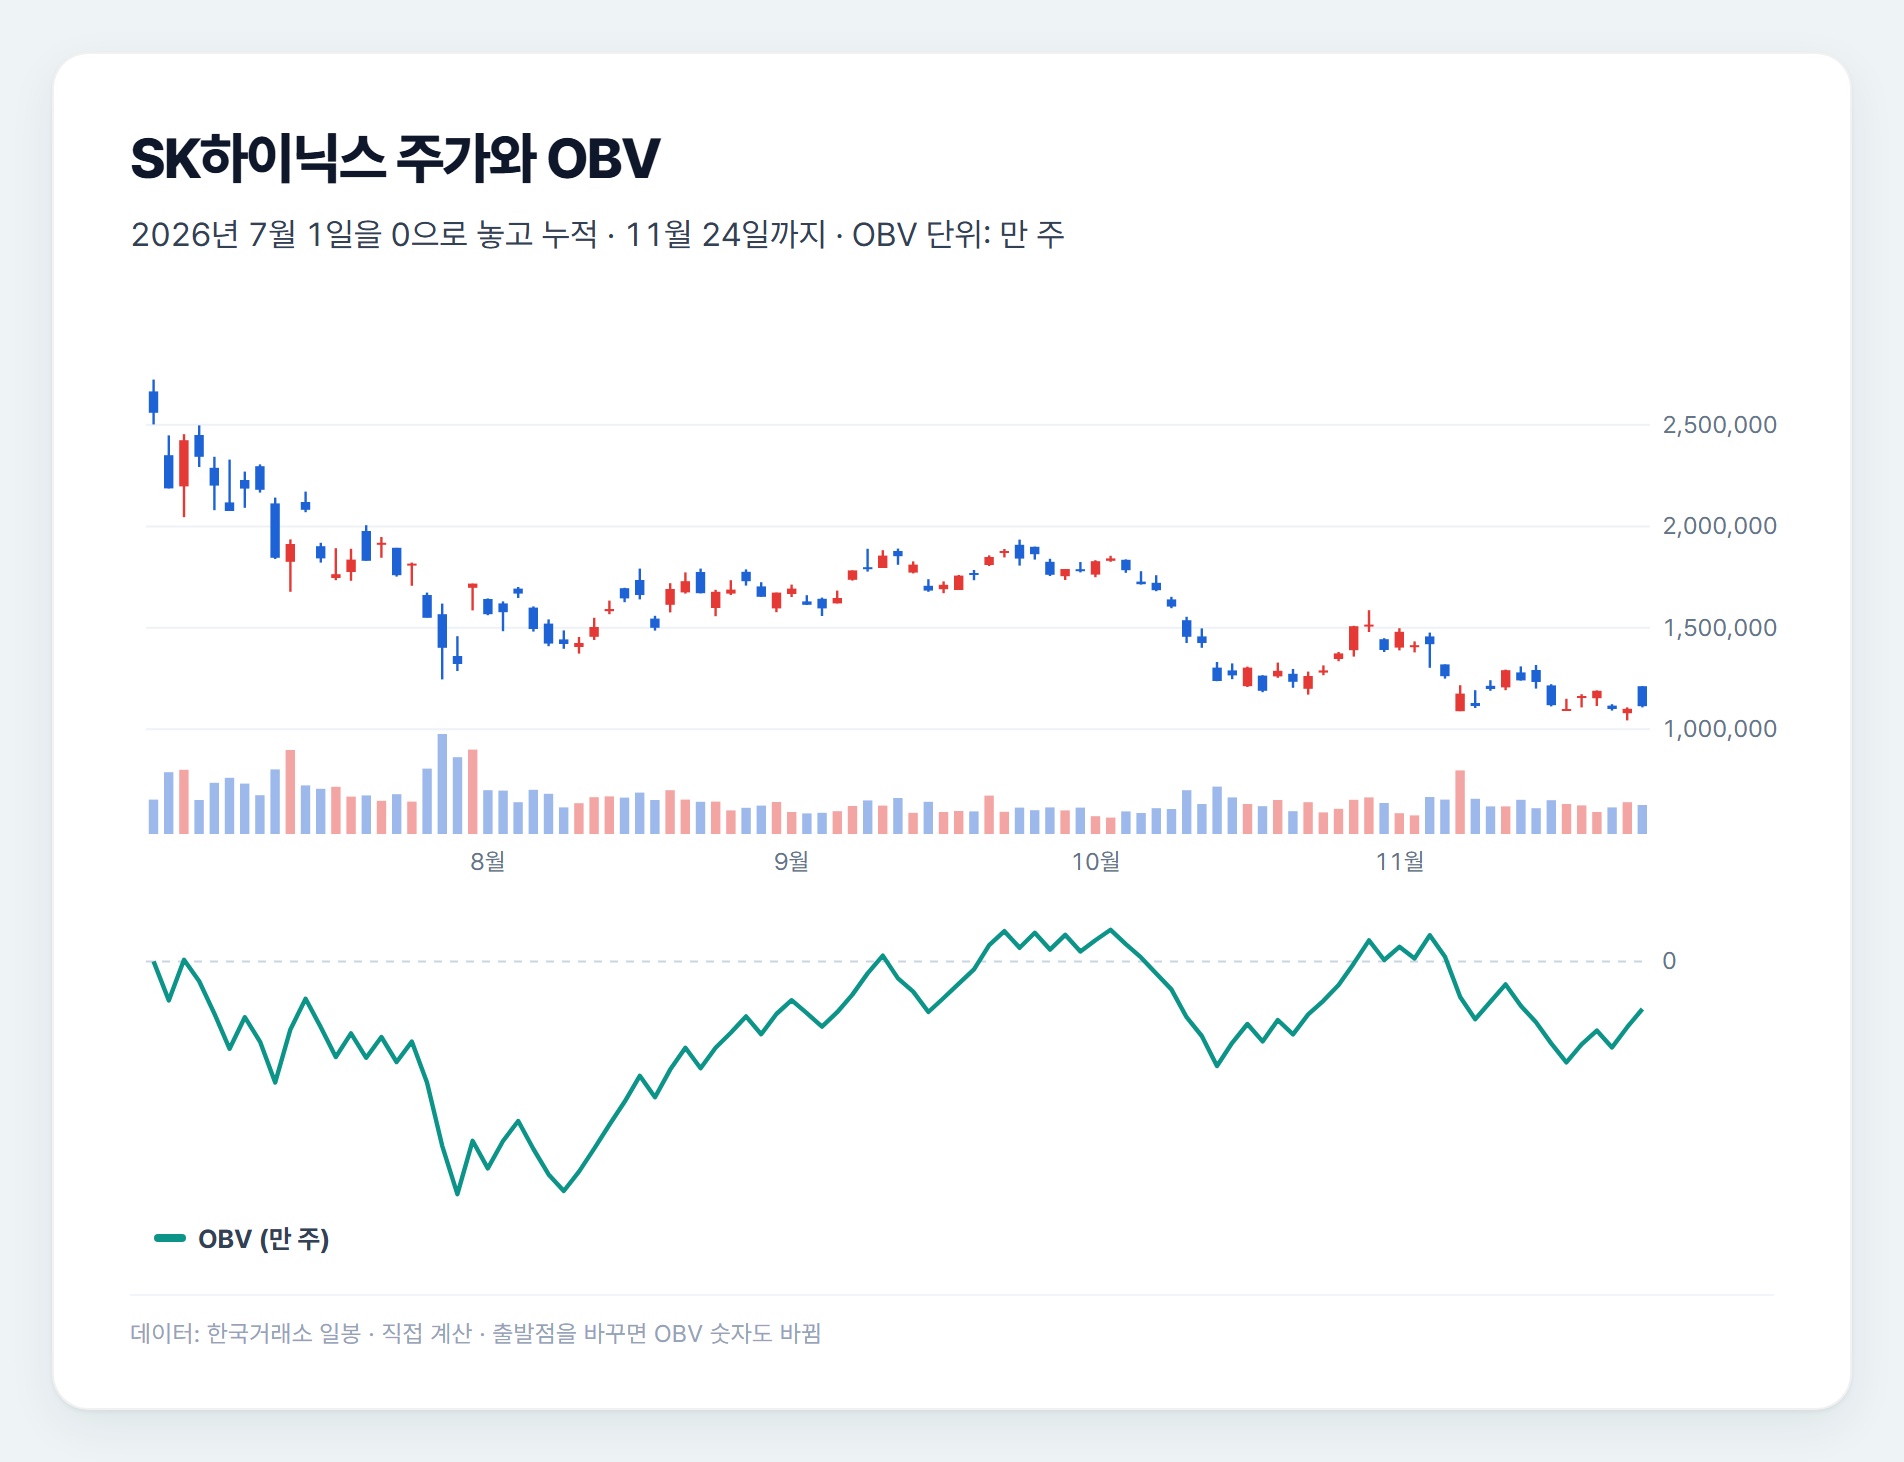 SK하이닉스 주가와 OBV
2026년 7월 1일을 0으로 놓고 누적 · 11월 24일까지 · OBV 단위: 만 주
2,500,000
2,000,000
1,500,000
1,000,000
8월 9월 10월 11월
0
OBV (만 주)
데이터: 한국거래소 일봉 · 직접 계산 · 출발점을 바꾸면 OBV 숫자도 바뀜